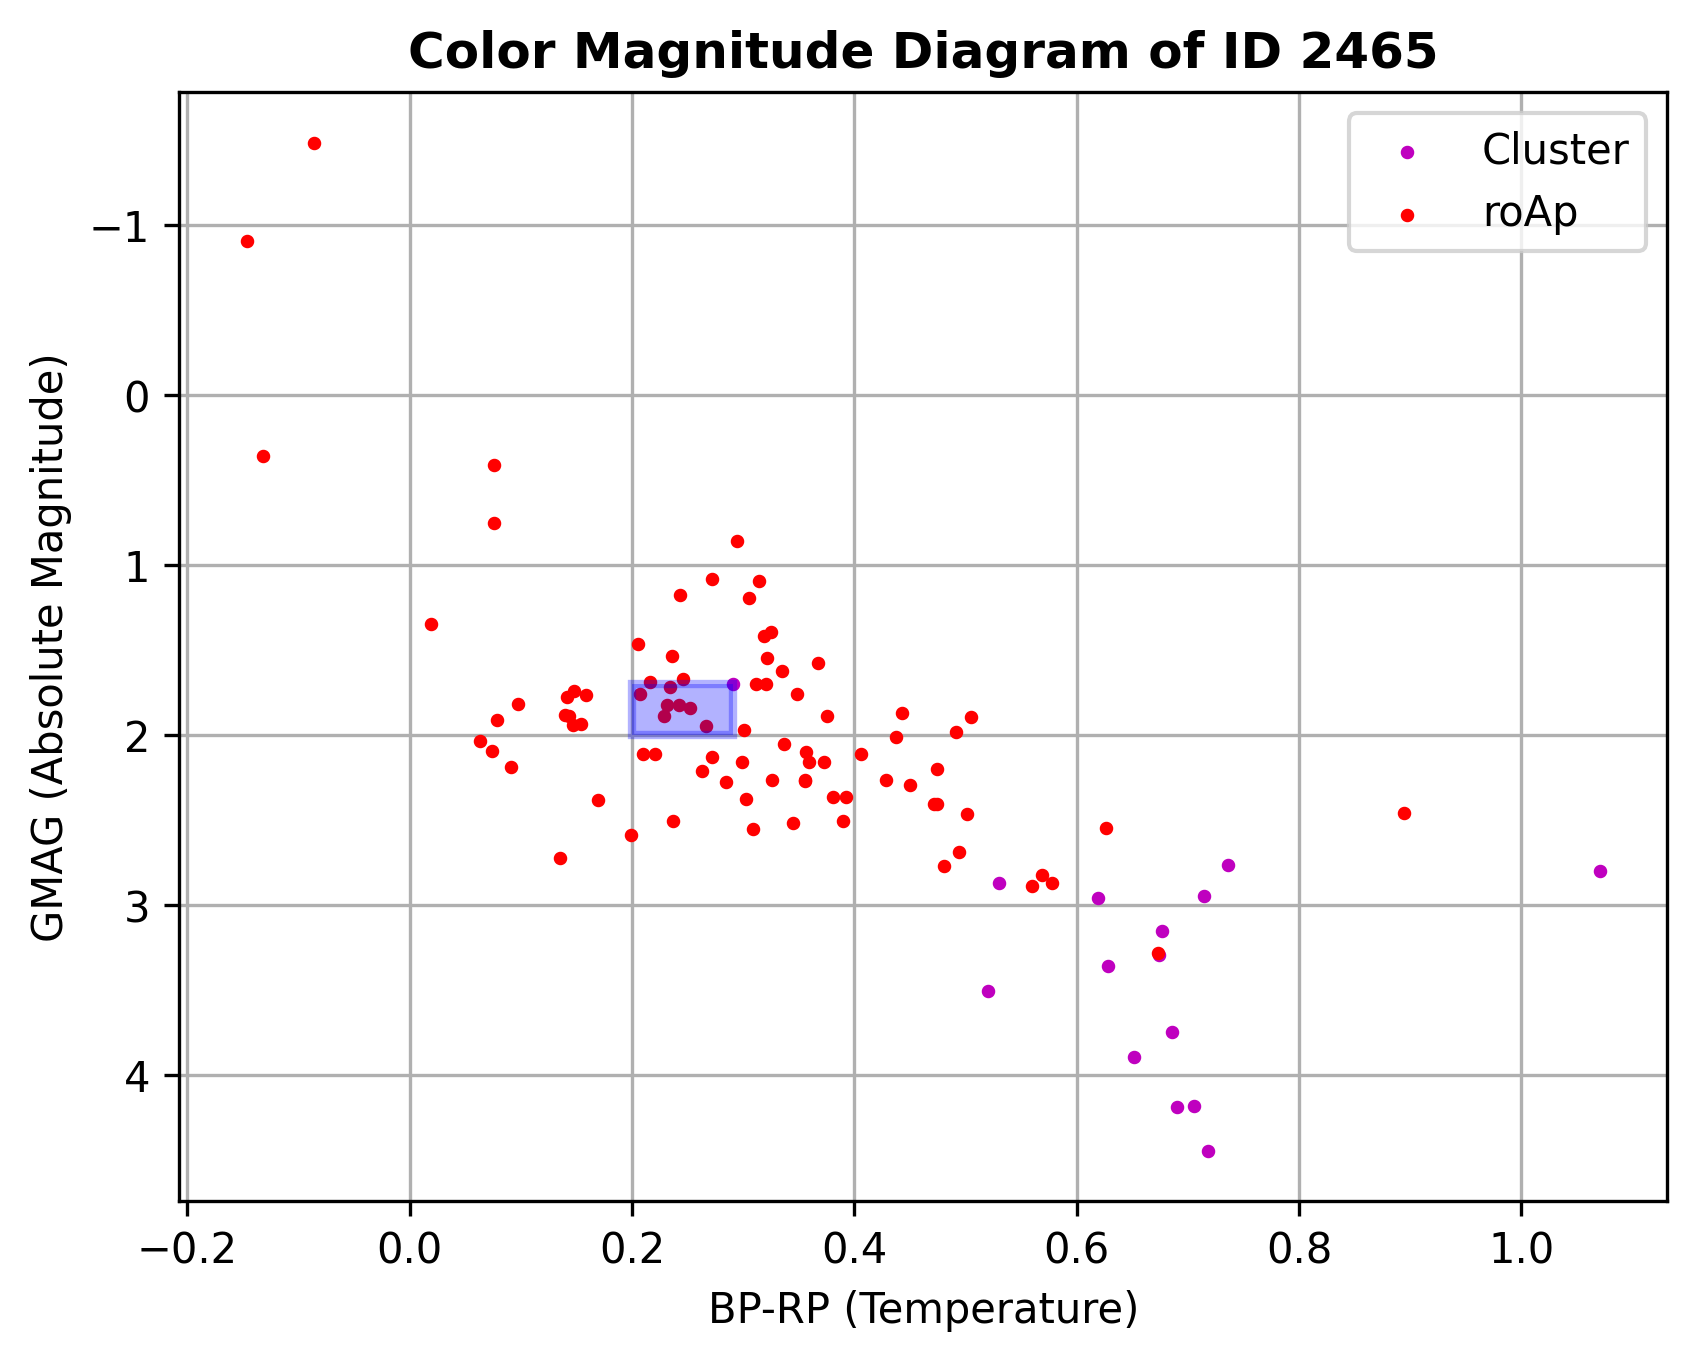 Color Magnitude Diagram of ID 2465
Cluster
roAp
GMAG (Absolute Magnitude)
−1
0
1
2
3
4
−0.2 0.0 0.2 0.4 0.6 0.8 1.0
BP-RP (Temperature)